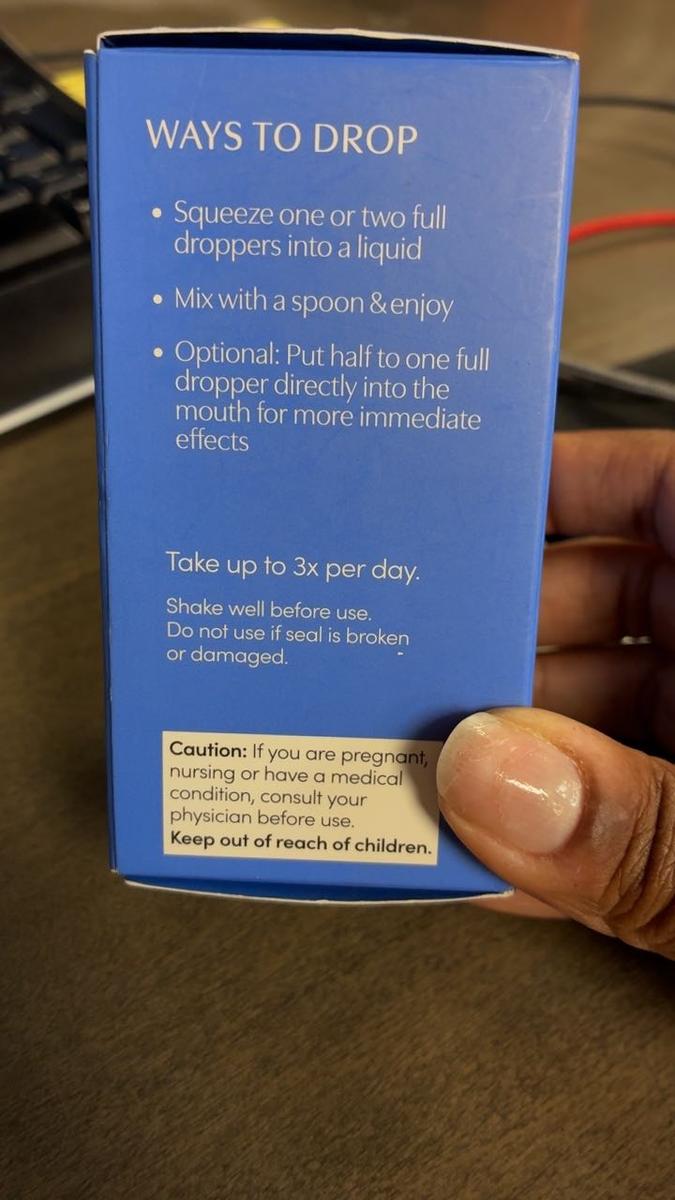 WAYS TO DROP
• Squeeze one or two full
droppers into a liquid
• Mix with a spoon & enjoy
• Optional: Put half to one full
dropper directly into the
mouth for more immediate
effects
Take up to 3x per day.
Shake well before use.
Do not use if seal is broken
or damaged.
Caution: If you are pregnant,
nursing or have a medical
condition, consult your
physician before use.
Keep out of reach of children.